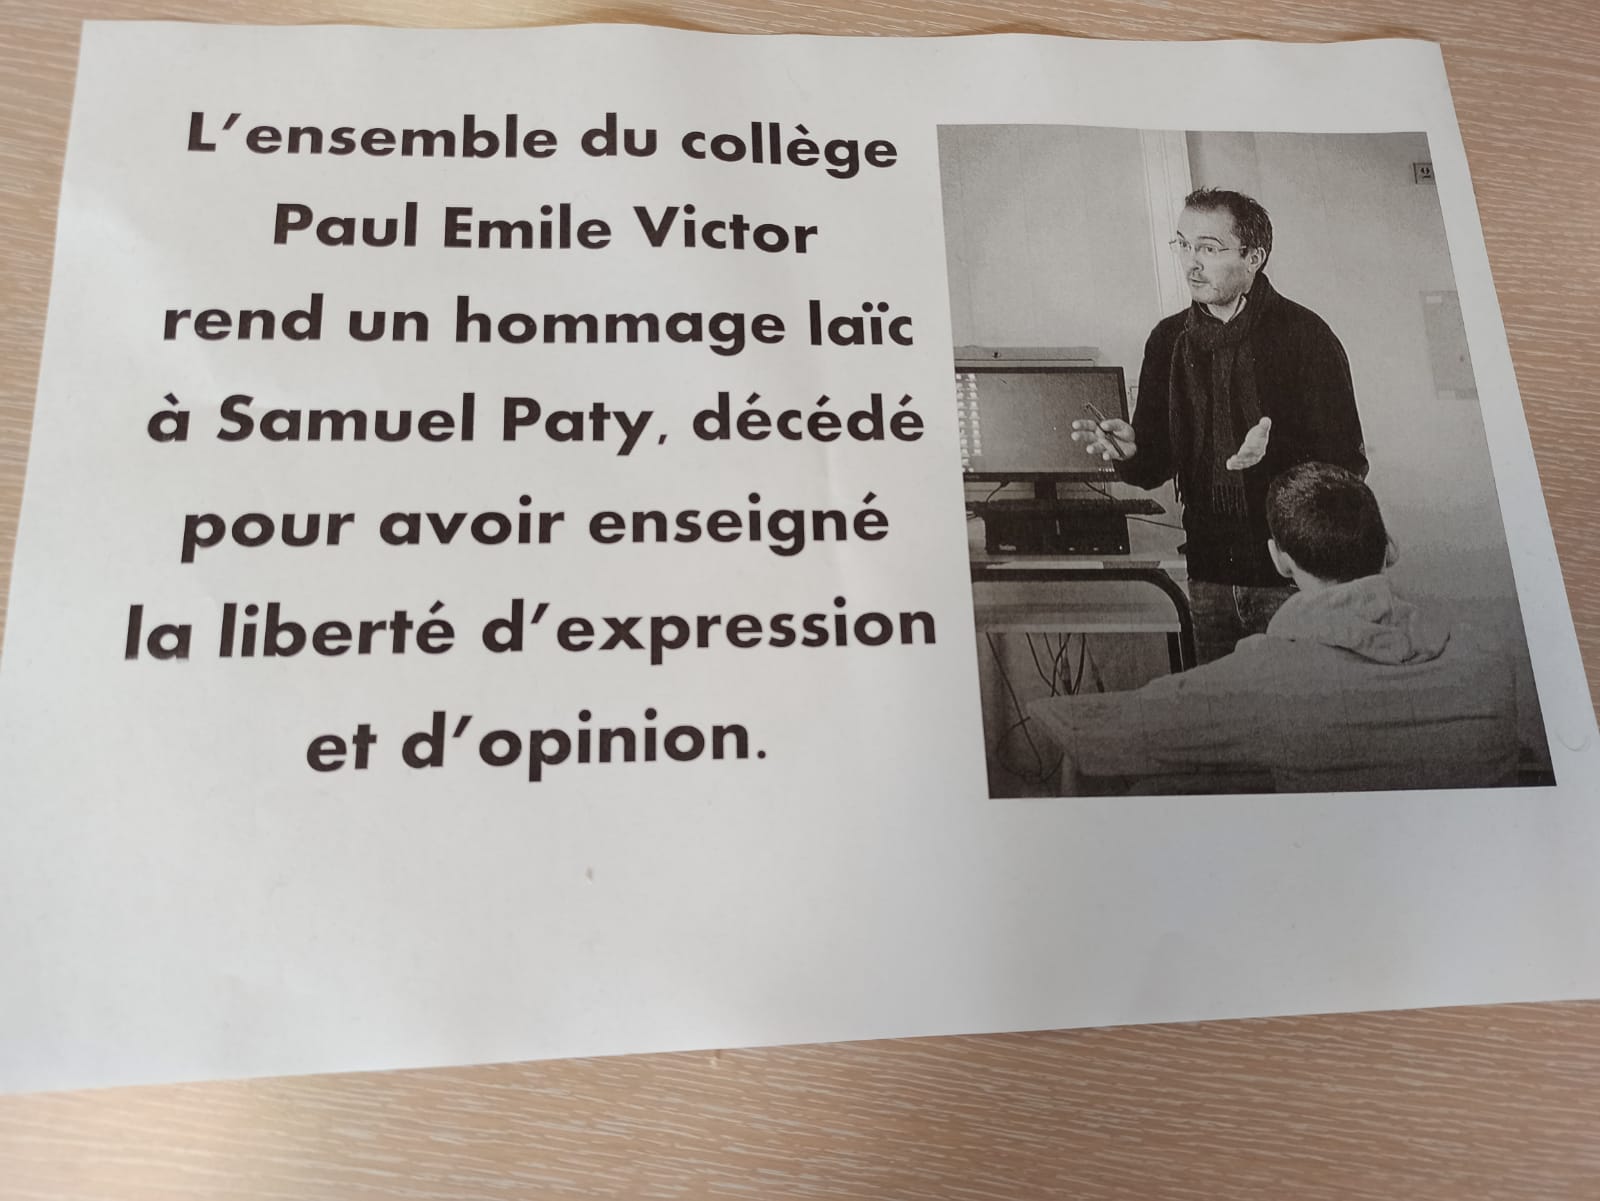 L'ensemble du collège
Paul Emile Victor
rend un hommage laïc
à Samuel Paty, décédé
pour avoir enseigné
la liberté d'expression
et d'opinion.